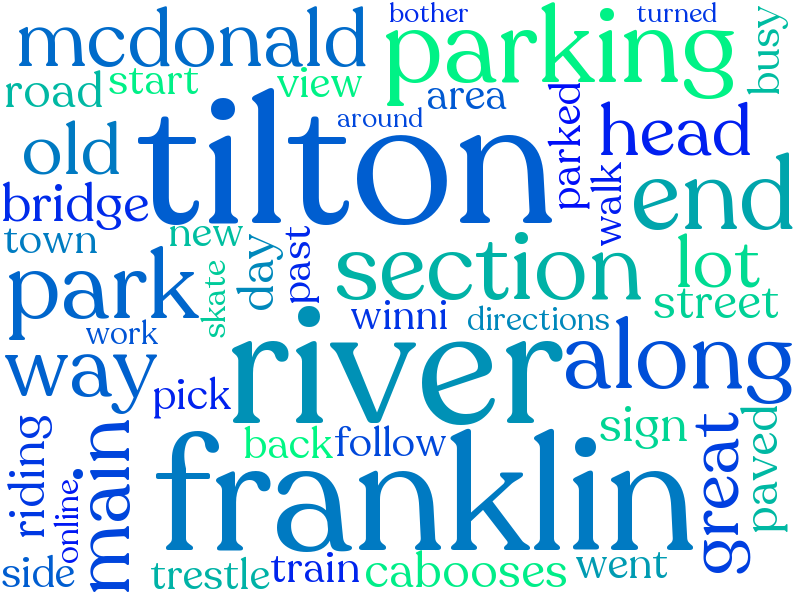 bother
turned
mcdonald
parking
busy
road
start
view
area
around
parked
head
old
tilton
walk
end
bridge
town
new
skate
day
past
section
lot
street
park
work
winni
directions
way
river
along
pick
riding
online
main
back
follow
sign
great
paved
franklin
side
trestle
train
cabooses
went